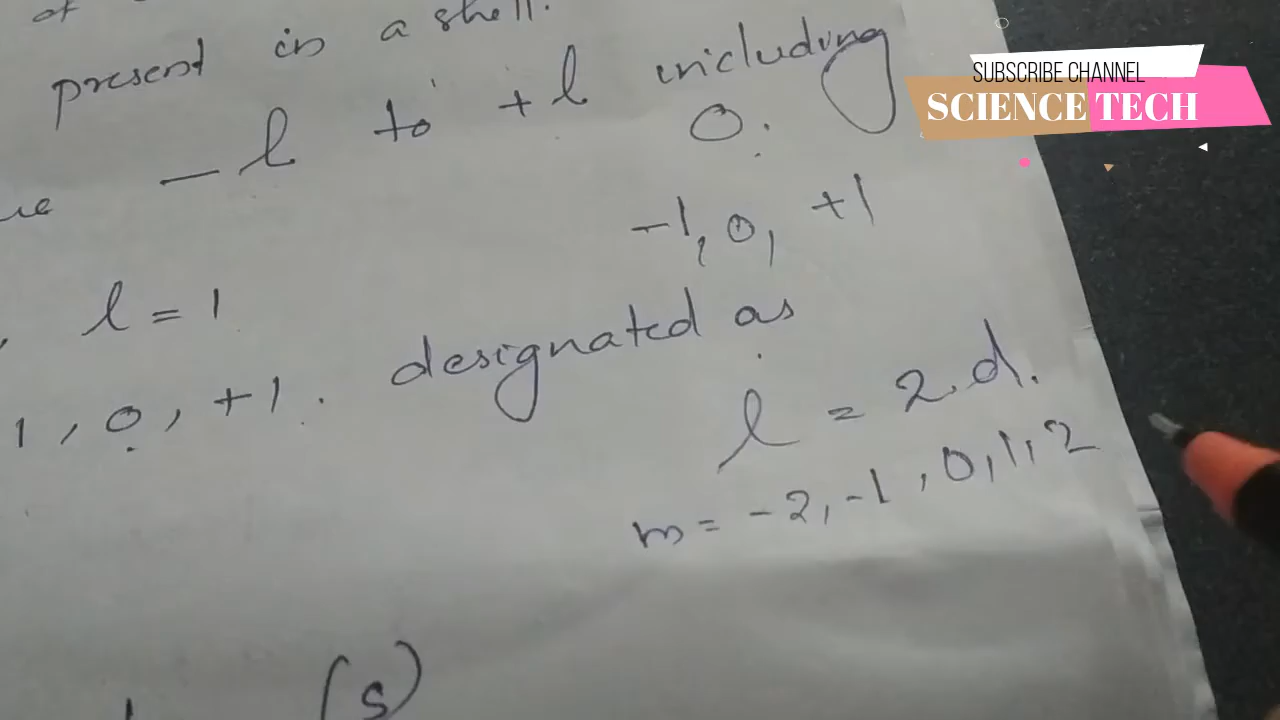 of
present in a shell.
- l to +l including 0.
-1, 0, +1
l = 1
1, 0, +1. designated as
l = 2, d.
m = -2, -1, 0, 1, 2
(s)
SUBSCRIBE CHANNEL
SCIENCE TECH